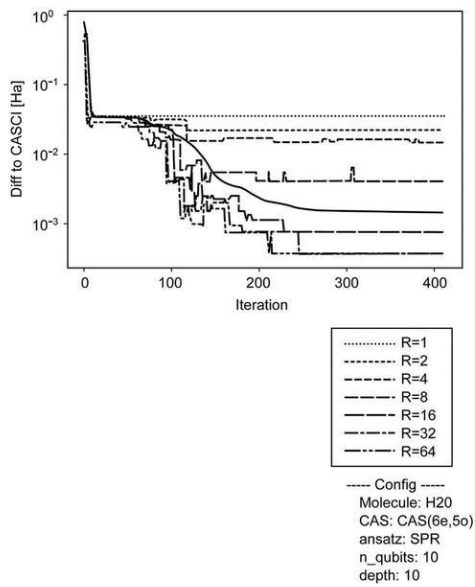 Diff to CASCI [Ha]
10⁰
10⁻¹
10⁻²
10⁻³
0 100 200 300 400
Iteration
R=1
R=2
R=4
R=8
R=16
R=32
R=64
----- Config -----
Molecule: H20
CAS: CAS(6e,5o)
ansatz: SPR
n_qubits: 10
depth: 10